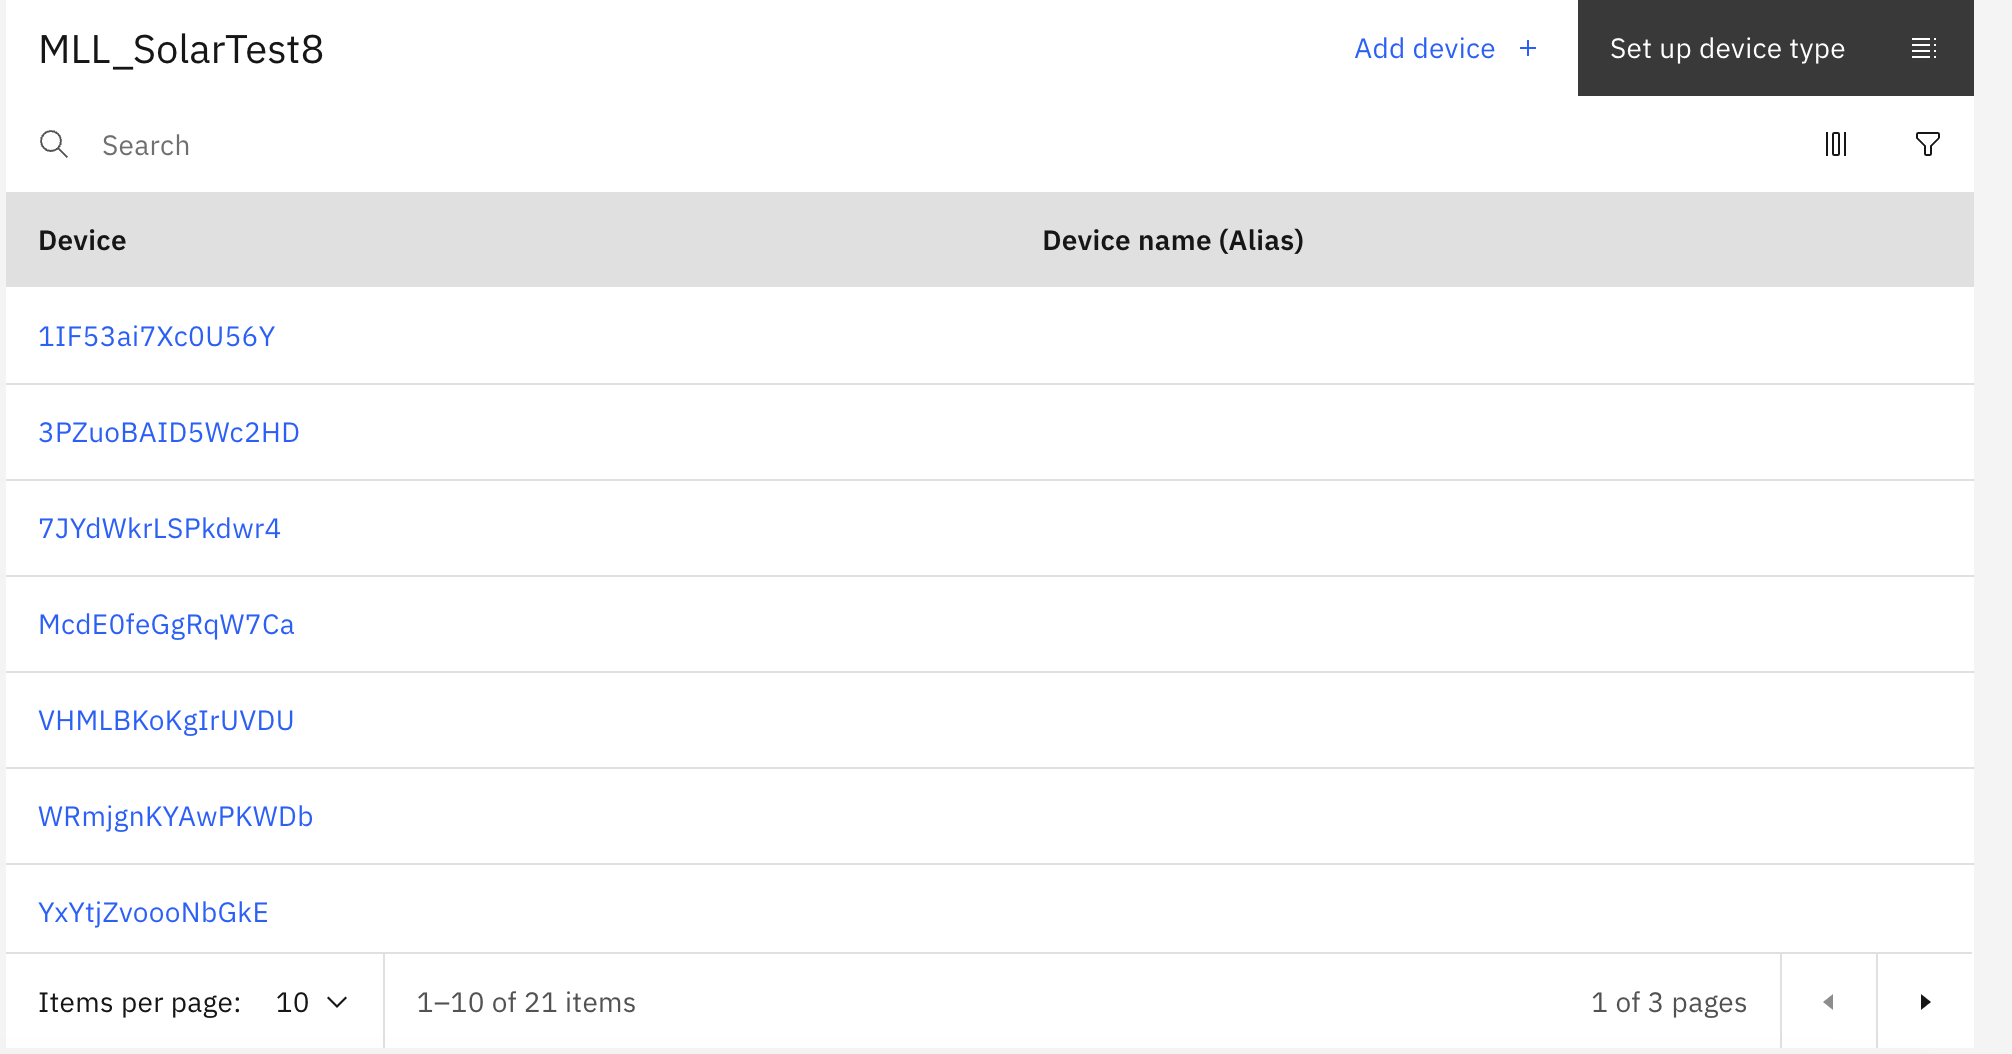 MLL_SolarTest8
Add device +
Set up device type
Search
Device
Device name (Alias)
1IF53ai7Xc0U56Y
3PZuoBAID5Wc2HD
7JYdWkrLSPkdwr4
McdE0feGgRqW7Ca
VHMLBKoKgIrUVDU
WRmjgnKYAwPKWDb
YxYtjZvoooNbGkE
Items per page: 10
1–10 of 21 items
1 of 3 pages